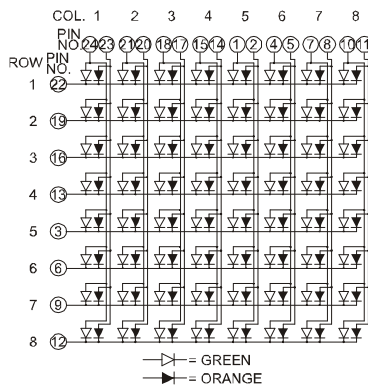 COL. 1 2 3 4 5 6 7 8
PIN NO. 24 23 21 20 18 17 15 14 1 2 4 5 7 8 10 11
ROW PIN NO.
1 22
2 19
3 16
4 13
5 3
6 6
7 9
8 12
= GREEN
= ORANGE